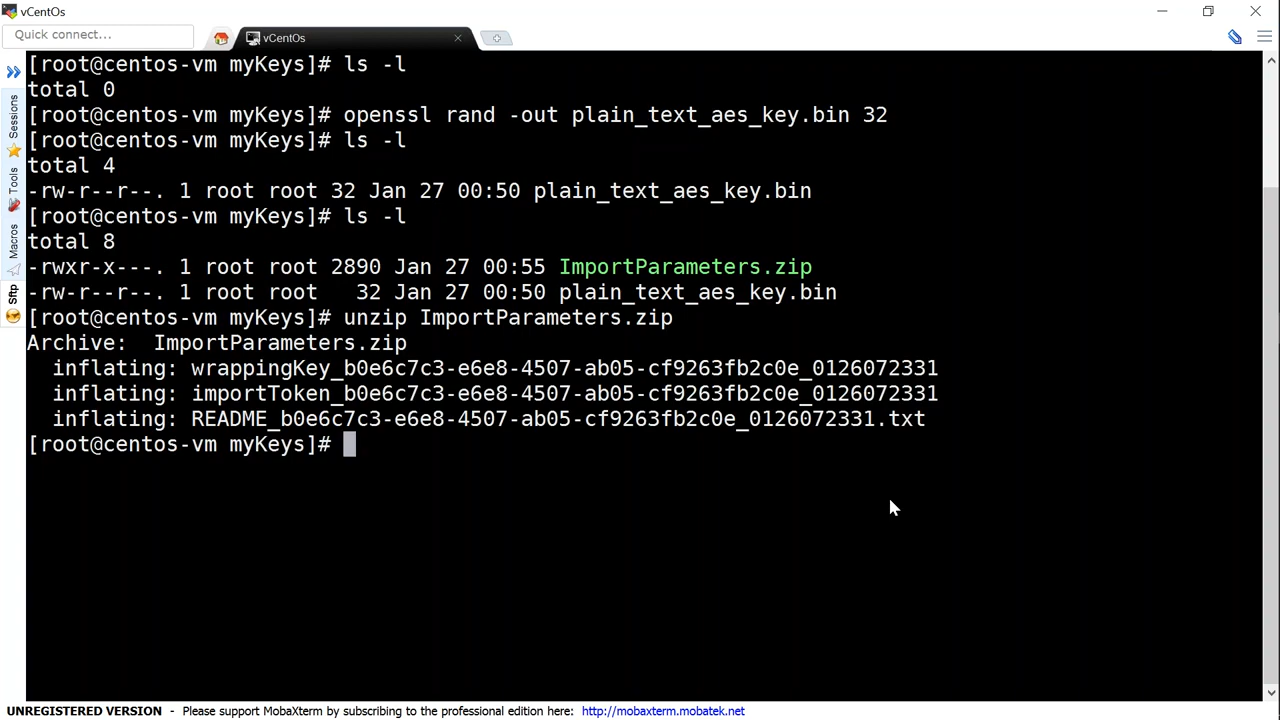 vCentOs
Quick connect...
vCentOs
[root@centos-vm myKeys]# ls -l
total 0
[root@centos-vm myKeys]# openssl rand -out plain_text_aes_key.bin 32
[root@centos-vm myKeys]# ls -l
total 4
-rw-r--r--. 1 root root 32 Jan 27 00:50 plain_text_aes_key.bin
[root@centos-vm myKeys]# ls -l
total 8
-rwxr-x---. 1 root root 2890 Jan 27 00:55 ImportParameters.zip
-rw-r--r--. 1 root root   32 Jan 27 00:50 plain_text_aes_key.bin
[root@centos-vm myKeys]# unzip ImportParameters.zip
Archive:  ImportParameters.zip
  inflating: wrappingKey_b0e6c7c3-e6e8-4507-ab05-cf9263fb2c0e_0126072331
  inflating: importToken_b0e6c7c3-e6e8-4507-ab05-cf9263fb2c0e_0126072331
  inflating: README_b0e6c7c3-e6e8-4507-ab05-cf9263fb2c0e_0126072331.txt
[root@centos-vm myKeys]#
Sessions
Tools
Macros
Sftp
UNREGISTERED VERSION - Please support MobaXterm by subscribing to the professional edition here: http://mobaxterm.mobatek.net